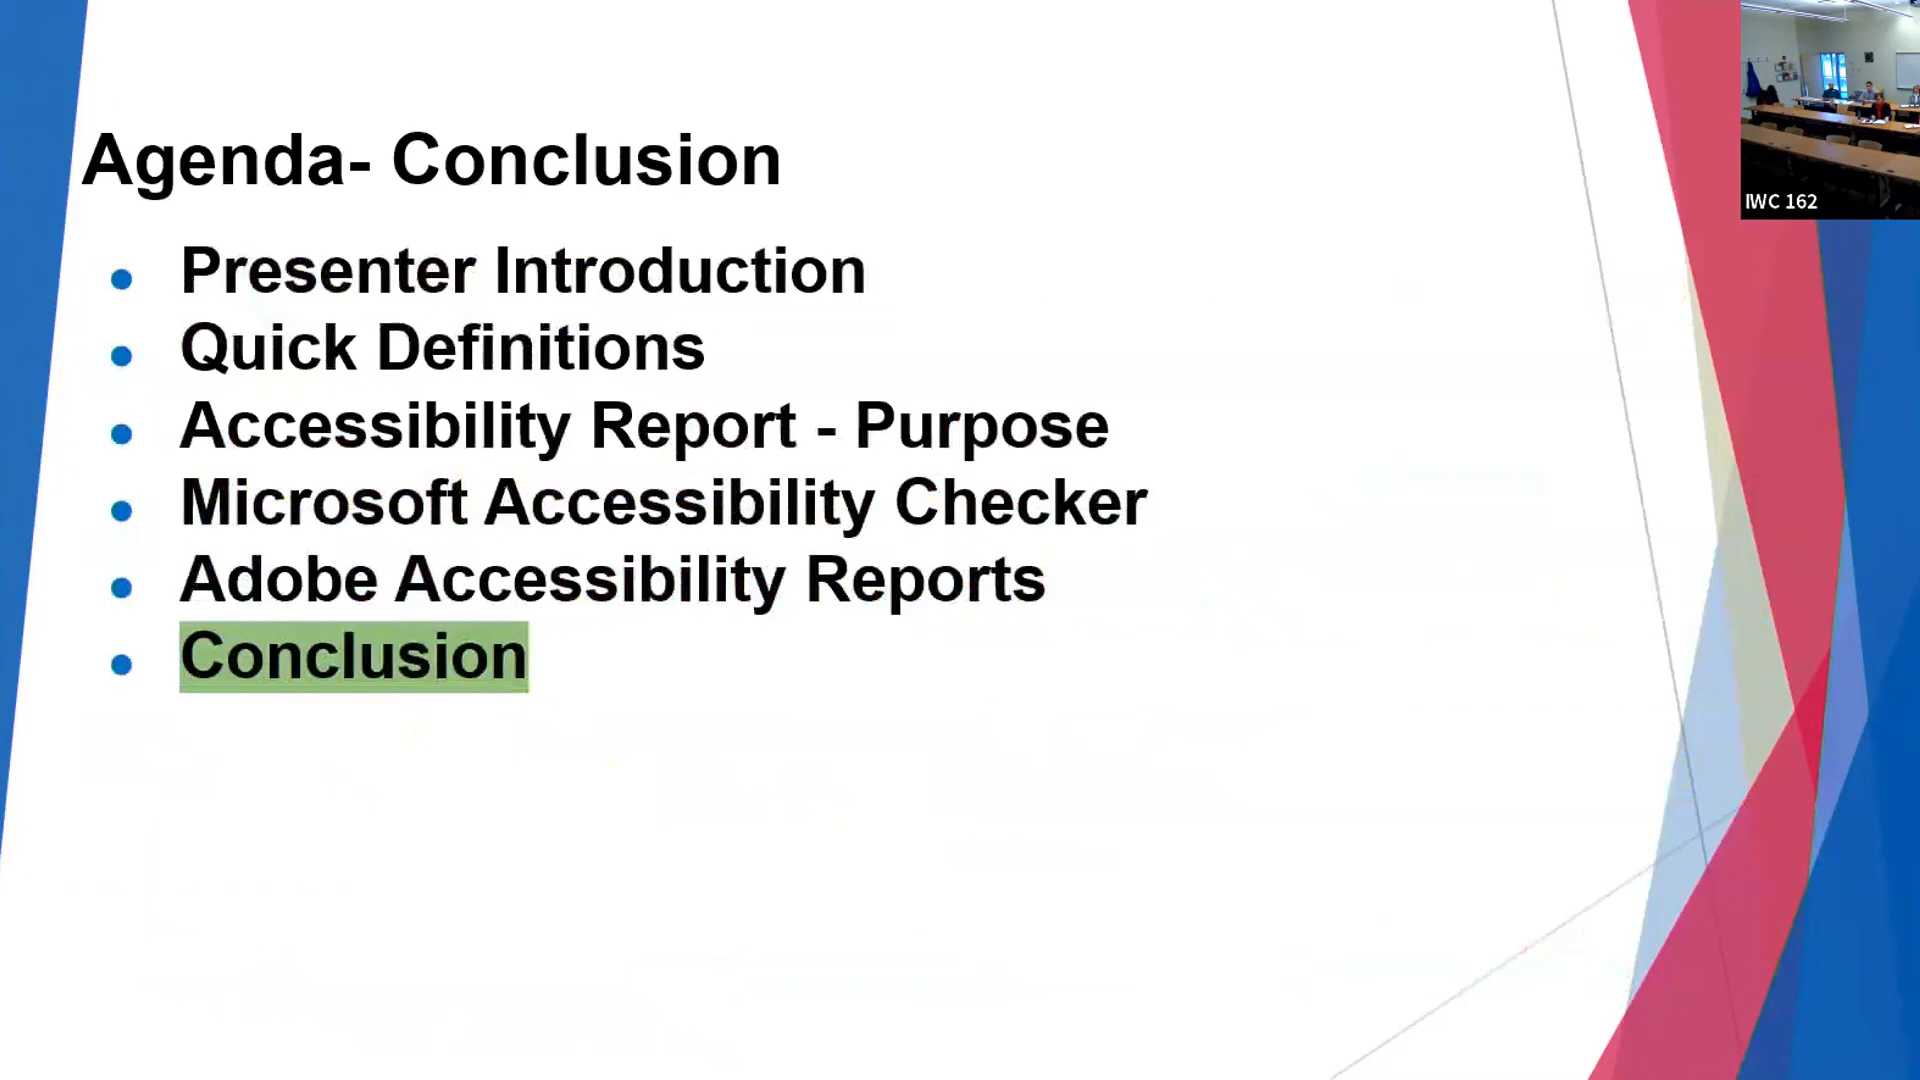 Agenda- Conclusion
Presenter Introduction
Quick Definitions
Accessibility Report - Purpose
Microsoft Accessibility Checker
Adobe Accessibility Reports
Conclusion
IWC 162